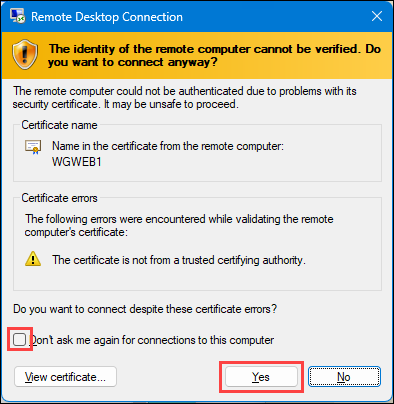 Remote Desktop Connection
The identity of the remote computer cannot be verified. Do
you want to connect anyway?
The remote computer could not be authenticated due to problems with its
security certificate. It may be unsafe to proceed.
Certificate name
Name in the certificate from the remote computer:
WGWEB1
Certificate errors
The following errors were encountered while validating the remote
computer's certificate:
The certificate is not from a trusted certifying authority.
Do you want to connect despite these certificate errors?
Don't ask me again for connections to this computer
View certificate...
Yes
No